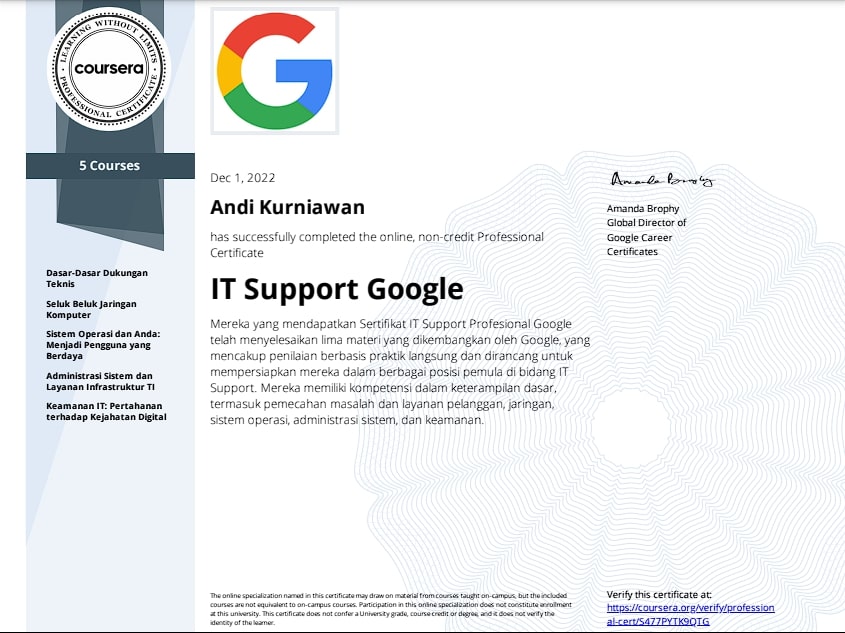 LEARNING WITHOUT LIMITS
coursera
PROFESSIONAL CERTIFICATE
5 Courses
Dasar-Dasar Dukungan
Teknis
Seluk Beluk Jaringan
Komputer
Sistem Operasi dan Anda:
Menjadi Pengguna yang
Berdaya
Administrasi Sistem dan
Layanan Infrastruktur TI
Keamanan IT: Pertahanan
terhadap Kejahatan Digital
Dec 1, 2022
Andi Kurniawan
has successfully completed the online, non-credit Professional
Certificate
IT Support Google
Mereka yang mendapatkan Sertifikat IT Support Profesional Google
telah menyelesaikan lima materi yang dikembangkan oleh Google, yang
mencakup penilaian berbasis praktik langsung dan dirancang untuk
mempersiapkan mereka dalam berbagai posisi pemula di bidang IT
Support. Mereka memiliki kompetensi dalam keterampilan dasar,
termasuk pemecahan masalah dan layanan pelanggan, jaringan,
sistem operasi, administrasi sistem, dan keamanan.
Amanda Brophy
Amanda Brophy
Global Director of
Google Career
Certificates
The online specialization named in this certificate may draw on material from courses taught on-campus, but the included
courses are not equivalent to on-campus courses. Participation in this online specialization does not constitute enrollment
at this university. This certificate does not confer a University grade, course credit or degree, and it does not verify the
identity of the learner.
Verify this certificate at:
https://coursera.org/verify/profession
al-cert/S477PYTK9QTG